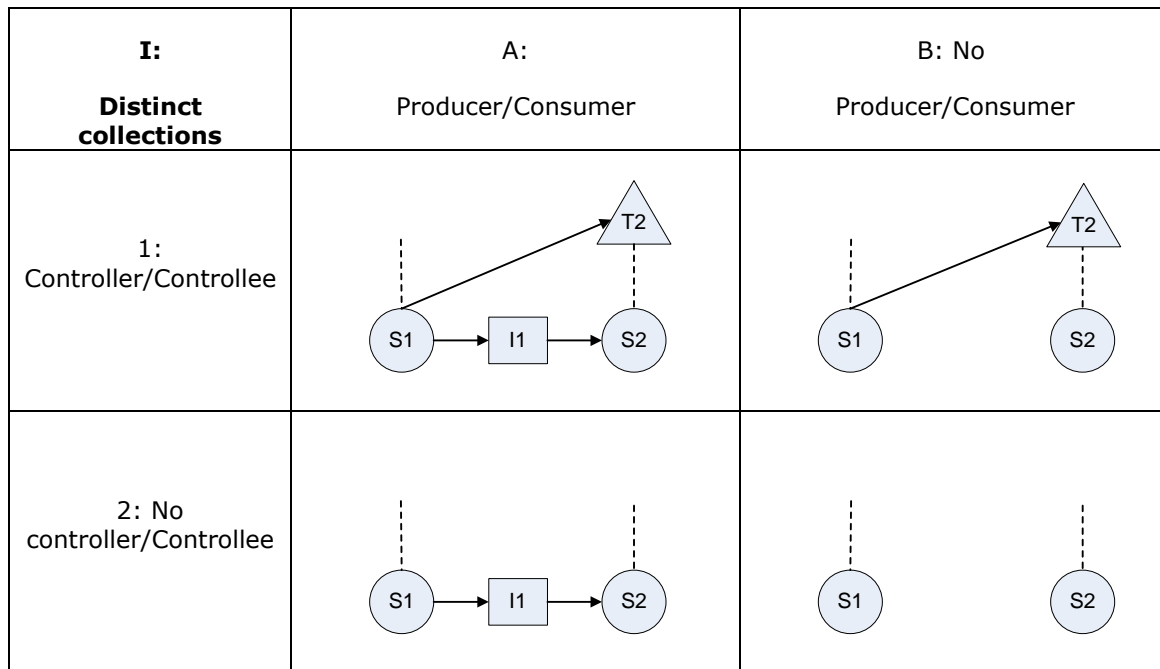 I:
Distinct
collections
A:
Producer/Consumer
B: No
Producer/Consumer
1:
Controller/Controllee
T2
S1
I1
S2
T2
S1
S2
2: No
controller/Controllee
S1
I1
S2
S1
S2